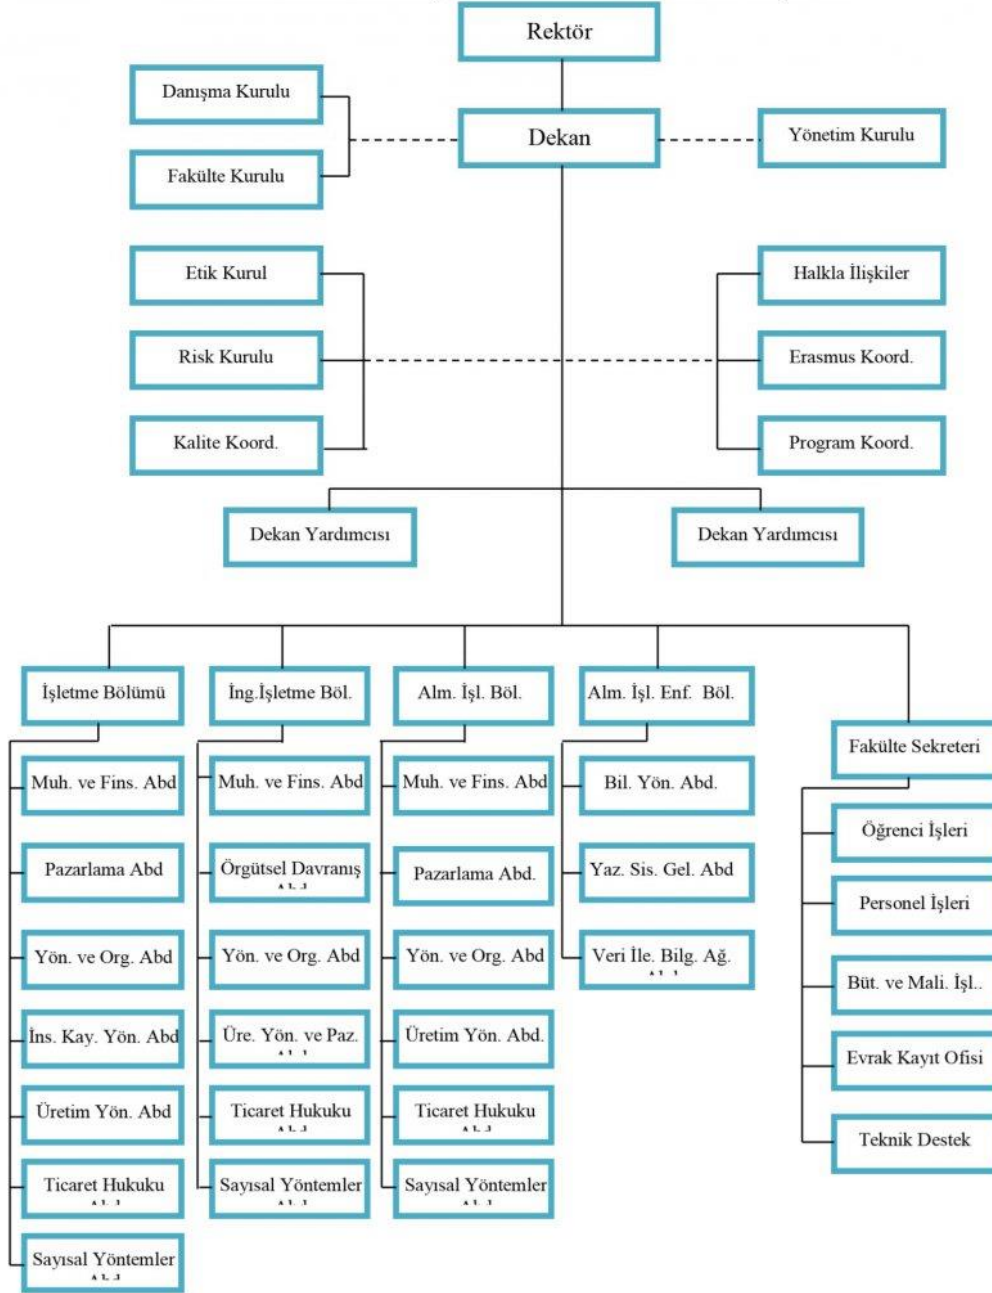 Rektör
Danışma Kurulu
Dekan
Yönetim Kurulu
Fakülte Kurulu
Etik Kurul
Halkla İlişkiler
Risk Kurulu
Erasmus Koord.
Kalite Koord.
Program Koord.
Dekan Yardımcısı
Dekan Yardımcısı
İşletme Bölümü
İng.İşletme Böl.
Alm. İşl. Böl.
Alm. İşl. Enf. Böl.
Fakülte Sekreteri
Muh. ve Fins. Abd
Pazarlama Abd
Yön. ve Org. Abd
İns. Kay. Yön. Abd
Üretim Yön. Abd
Ticaret Hukuku
Sayısal Yöntemler
Muh. ve Fins. Abd
Örgütsel Davranış
Yön. ve Org. Abd
Üre. Yön. ve Paz.
Ticaret Hukuku
Sayısal Yöntemler
Muh. ve Fins. Abd
Pazarlama Abd.
Yön. ve Org. Abd
Üretim Yön. Abd.
Ticaret Hukuku
Sayısal Yöntemler
Bil. Yön. Abd.
Yaz. Sis. Gel. Abd
Veri İle. Bilg. Ağ.
Öğrenci İşleri
Personel İşleri
Büt. ve Mali. İşl..
Evrak Kayıt Ofisi
Teknik Destek